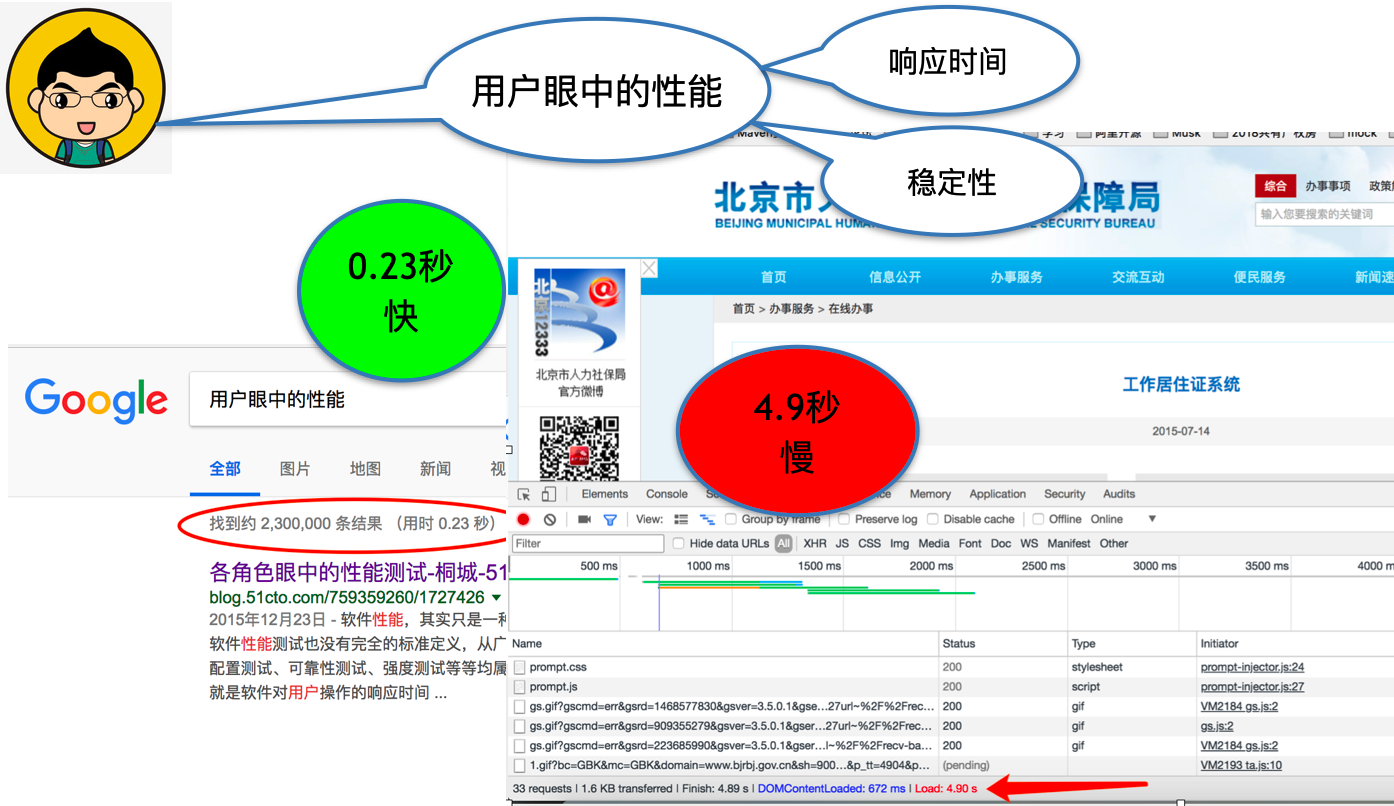 用户眼中的性能
响应时间
稳定性
学习 阿里开源 Musk 2018共有产权房 mock
北京市人 保障局
BEIJING MUNICIPAL HUMA SECURITY BUREAU
综合 办事事项 政策
输入您要搜索的关键词
首页 信息公开 办事服务 交流互动 便民服务 新闻速
首页 > 办事服务 > 在线办事
北京12333
北京市人力社保局
官方微博
工作居住证系统
2015-07-14
0.23秒
快
4.9秒
慢
Google
用户眼中的性能
全部 图片 地图 新闻 视
找到约 2,300,000 条结果 （用时 0.23 秒）
各角色眼中的性能测试-桐城-51
blog.51cto.com/759359260/1727426
2015年12月23日 - 软件性能，其实只是一种
软件性能测试也没有完全的标准定义，从广
配置测试、可靠性测试、强度测试等等均属
就是软件对用户操作的响应时间 ...
Elements Console Memory Application Security Audits
View: Group by frame Preserve log Disable cache Offline Online
Filter Hide data URLs All XHR JS CSS Img Media Font Doc WS Manifest Other
500 ms 1000 ms 1500 ms 2000 ms 2500 ms 3000 ms 3500 ms 4000 m
Name Status Type Initiator
prompt.css 200 stylesheet prompt-injector.js:24
prompt.js 200 script prompt-injector.js:27
gs.gif?gscmd=err&gsrd=1468577830&gsver=3.5.0.1&gse...27url~%2F%2Frec... 200 gif VM2184 gs.js:2
gs.gif?gscmd=err&gsrd=909355279&gsver=3.5.0.1&gser...27url~%2F%2Frec... 200 gif gs.js:2
gs.gif?gscmd=err&gsrd=223685990&gsver=3.5.0.1&gser...l~%2F%2Frecv-ba... 200 gif VM2184 gs.js:2
1.gif?bc=GBK&mc=GBK&domain=www.bjrbj.gov.cn&sh=900...&p_tt=4904&p... (pending) VM2193 ta.js:10
33 requests | 1.6 KB transferred | Finish: 4.89 s | DOMContentLoaded: 672 ms | Load: 4.90 s